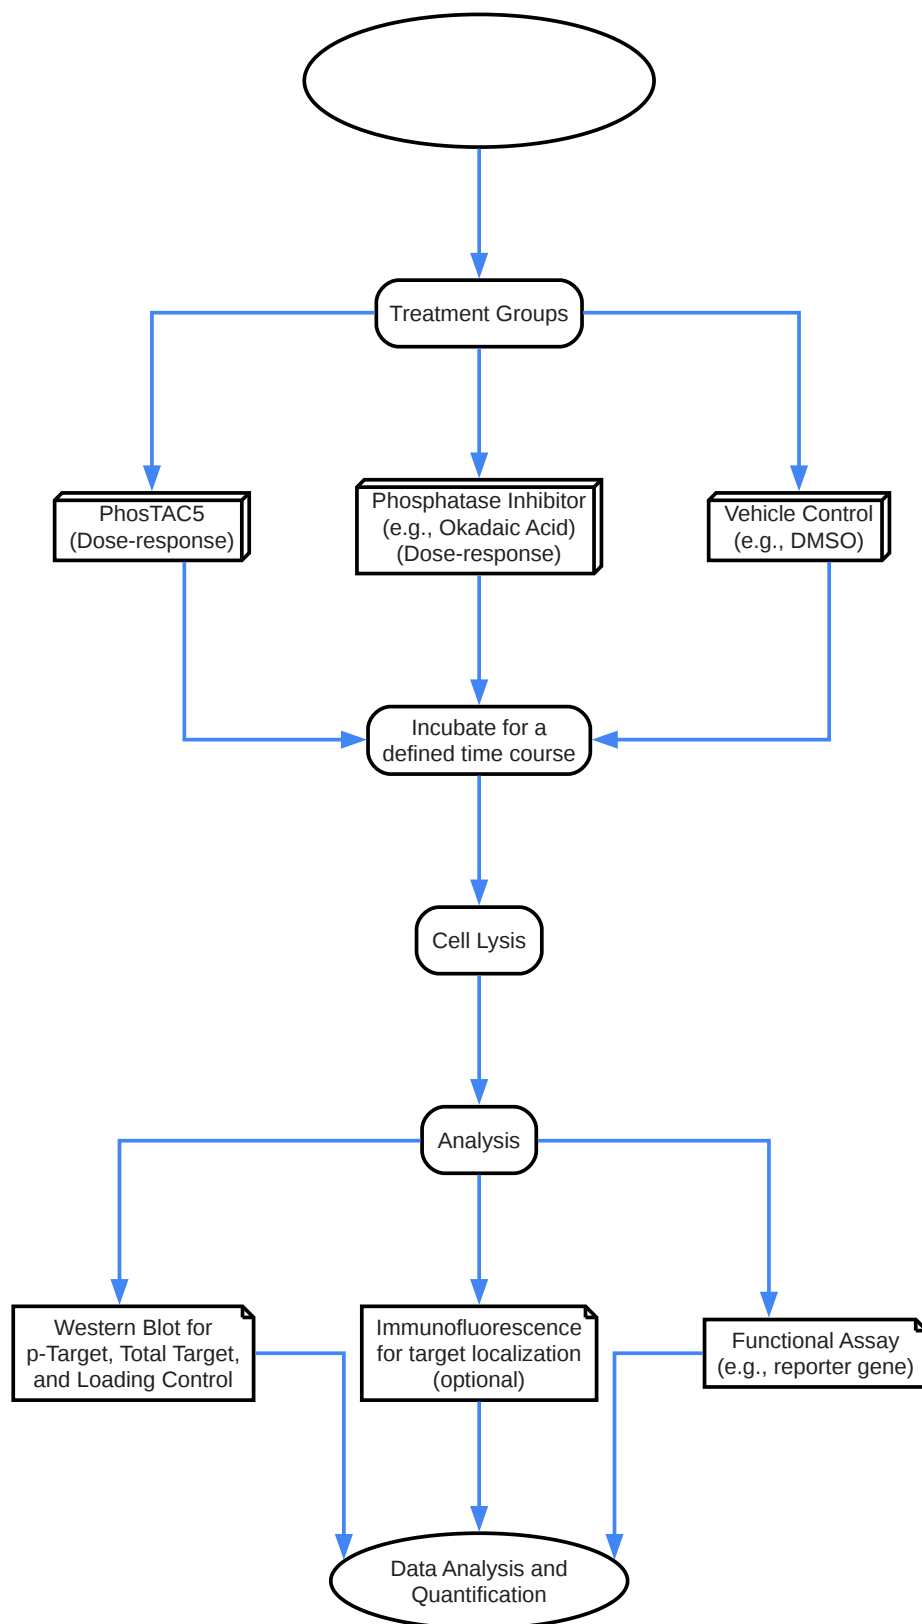 Treatment Groups
PhosTAC5
(Dose-response)
Phosphatase Inhibitor
(e.g., Okadaic Acid)
(Dose-response)
Vehicle Control
(e.g., DMSO)
Incubate for a
defined time course
Cell Lysis
Analysis
Western Blot for
p-Target, Total Target,
and Loading Control
Immunofluorescence
for target localization
(optional)
Functional Assay
(e.g., reporter gene)
Data Analysis and
Quantification